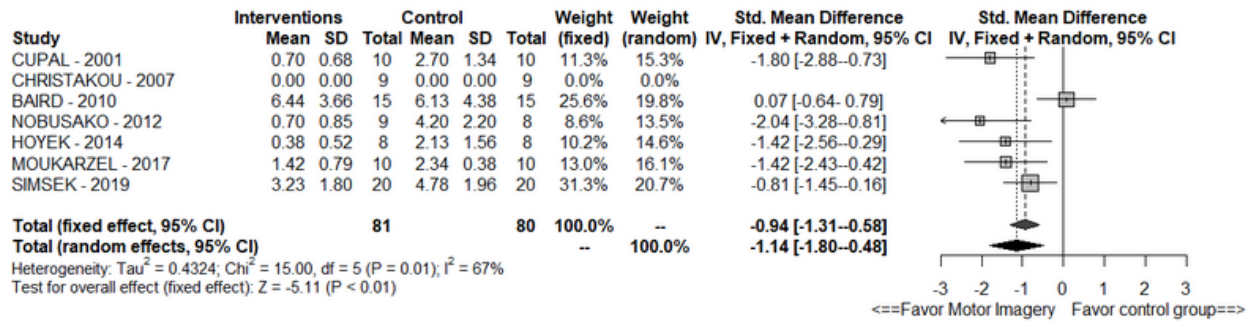 Interventions Control Weight Weight Std. Mean Difference Std. Mean Difference
Study Mean SD Total Mean SD Total (fixed) (random) IV, Fixed + Random, 95% CI IV, Fixed + Random, 95% CI
CUPAL - 2001 0.70 0.68 10 2.70 1.34 10 11.3% 15.3% -1.80 [-2.88--0.73]
CHRISTAKOU - 2007 0.00 0.00 9 0.00 0.00 9 0.0% 0.0%
BAIRD - 2010 6.44 3.66 15 6.13 4.38 15 25.6% 19.8% 0.07 [-0.64- 0.79]
NOBUSAKO - 2012 0.70 0.85 9 4.20 2.20 8 8.6% 13.5% -2.04 [-3.28--0.81]
HOYEK - 2014 0.38 0.52 8 2.13 1.56 8 10.2% 14.6% -1.42 [-2.56--0.29]
MOUKARZEL - 2017 1.42 0.79 10 2.34 0.38 10 13.0% 16.1% -1.42 [-2.43--0.42]
SIMSEK - 2019 3.23 1.80 20 4.78 1.96 20 31.3% 20.7% -0.81 [-1.45--0.16]
Total (fixed effect, 95% CI) 81 80 100.0% -- -0.94 [-1.31--0.58]
Total (random effects, 95% CI) -- 100.0% -1.14 [-1.80--0.48]
Heterogeneity: Tau² = 0.4324; Chi² = 15.00, df = 5 (P = 0.01); I² = 67%
Test for overall effect (fixed effect): Z = -5.11 (P < 0.01)
-3 -2 -1 0 1 2 3
<==Favor Motor Imagery Favor control group==>